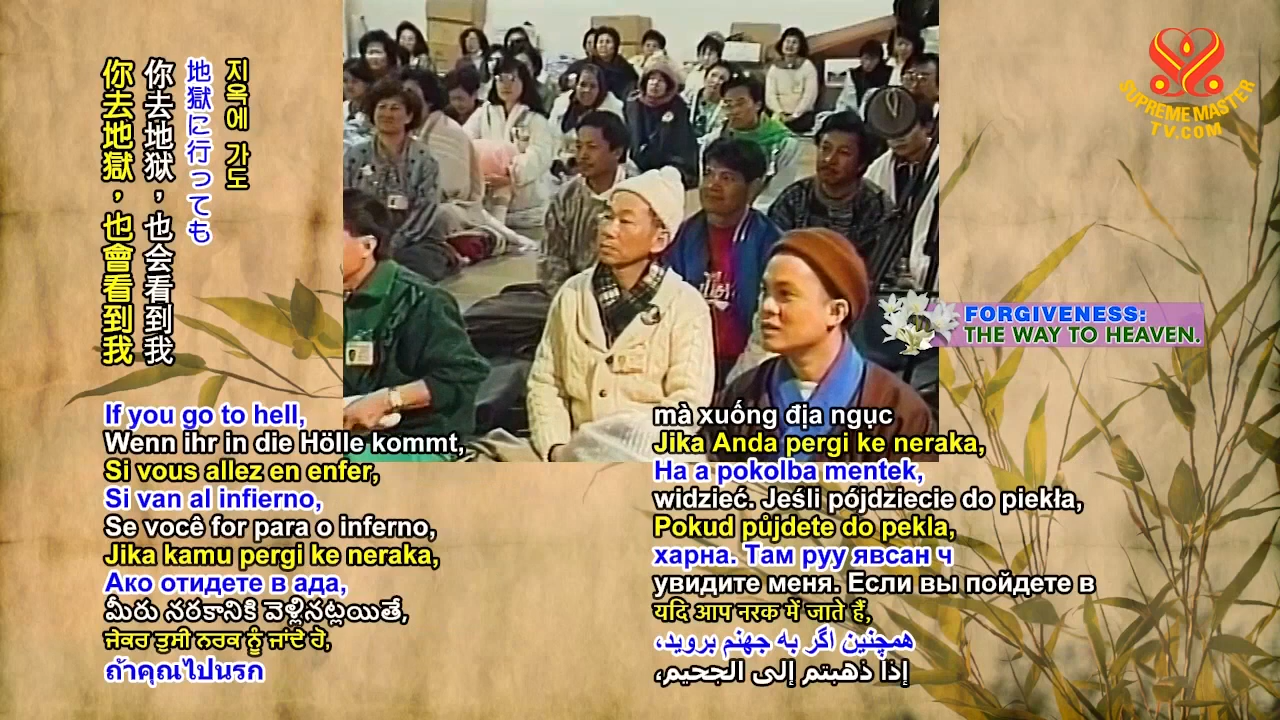 지옥에 가도
地獄に行っても
你去地狱，也会看到我
你去地獄，也會看到我
SUPREME MASTER
TV.COM
FORGIVENESS:
THE WAY TO HEAVEN.
If you go to hell,
Wenn ihr in die Hölle kommt,
Si vous allez en enfer,
Si van al infierno,
Se você for para o inferno,
Jika kamu pergi ke neraka,
Ако отидете в ада,
మీరు నరకానికి వెళ్లినట్లయితే,
ਜੇਕਰ ਤੁਸੀ ਨਰਕ ਨੂੰ ਜਾਂਦੇ ਹੋ,
ถ้าคุณไปนรก
mà xuống địa ngục
Jika Anda pergi ke neraka,
Ha a pokolba mentek,
widzieć. Jeśli pójdziecie do piekła,
Pokud půjdete do pekla,
харна. Там руу явсан ч
увидите меня. Если вы пойдете в
यदि आप नरक में जाते हैं,
همچنین اگر به جهنم بروید،
إذا ذهبتم إلى الجحيم،